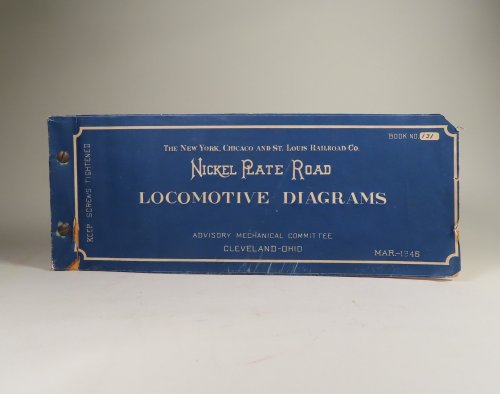 BOOK NO. 131
THE NEW YORK, CHICAGO AND ST. LOUIS RAILROAD CO.
NICKEL PLATE ROAD
LOCOMOTIVE DIAGRAMS
ADVISORY MECHANICAL COMMITTEE
CLEVELAND-OHIO
MAR.-1946
KEEP SCREWS TIGHTENED